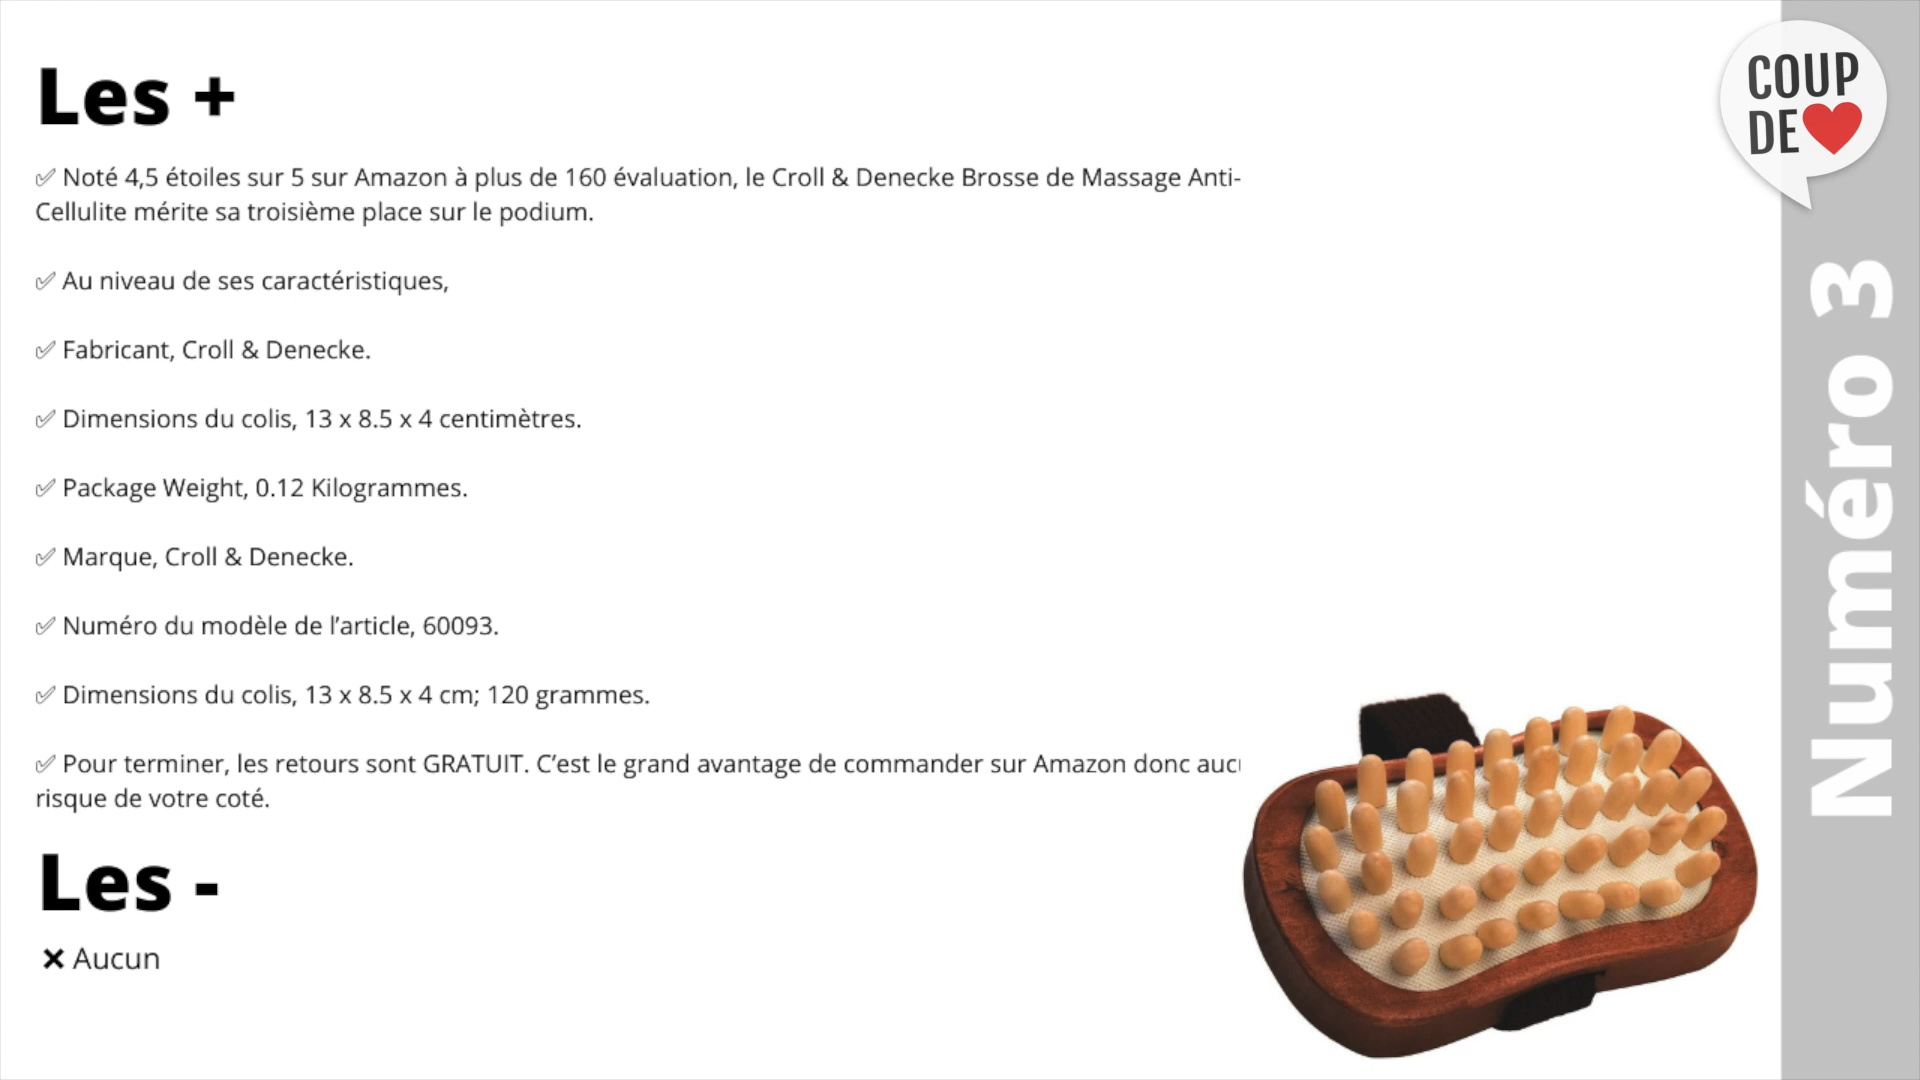 Les +
✅ Noté 4,5 étoiles sur 5 sur Amazon à plus de 160 évaluation, le Croll & Denecke Brosse de Massage Anti-
Cellulite mérite sa troisième place sur le podium.
✅ Au niveau de ses caractéristiques,
✅ Fabricant, Croll & Denecke.
✅ Dimensions du colis, 13 x 8.5 x 4 centimètres.
✅ Package Weight, 0.12 Kilogrammes.
✅ Marque, Croll & Denecke.
✅ Numéro du modèle de l’article, 60093.
✅ Dimensions du colis, 13 x 8.5 x 4 cm; 120 grammes.
✅ Pour terminer, les retours sont GRATUIT. C’est le grand avantage de commander sur Amazon donc
risque de votre coté.
Les -
❌ Aucun
COUP
DE
Numéro 3